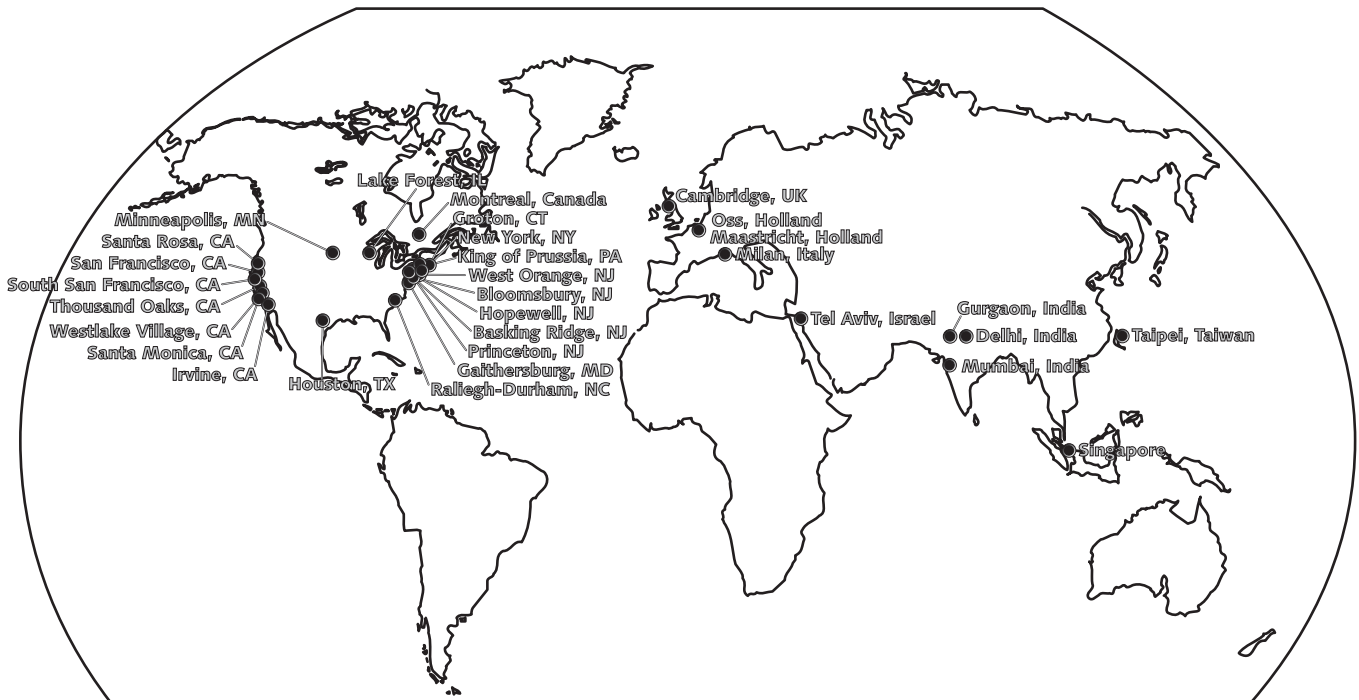 Lake Forest, IL
Montreal, Canada
Groton, CT
New York, NY
King of Prussia, PA
West Orange, NJ
Bloomsbury, NJ
Hopewell, NJ
Basking Ridge, NJ
Princeton, NJ
Gaithersburg, MD
Raliegh-Durham, NC
Minneapolis, MN
Santa Rosa, CA
San Francisco, CA
South San Francisco, CA
Thousand Oaks, CA
Westlake Village, CA
Santa Monica, CA
Irvine, CA
Houston, TX
Cambridge, UK
Oss, Holland
Maastricht, Holland
Milan, Italy
Tel Aviv, Israel
Gurgaon, India
Delhi, India
Mumbai, India
Taipei, Taiwan
Singapore